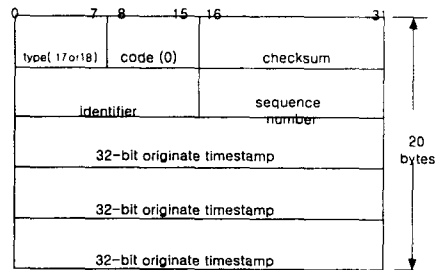 0 7 8 15 16 31
type( 17or18) code (0) checksum
identifier sequence number
32-bit originate timestamp
32-bit originate timestamp
32-bit originate timestamp
20 bytes